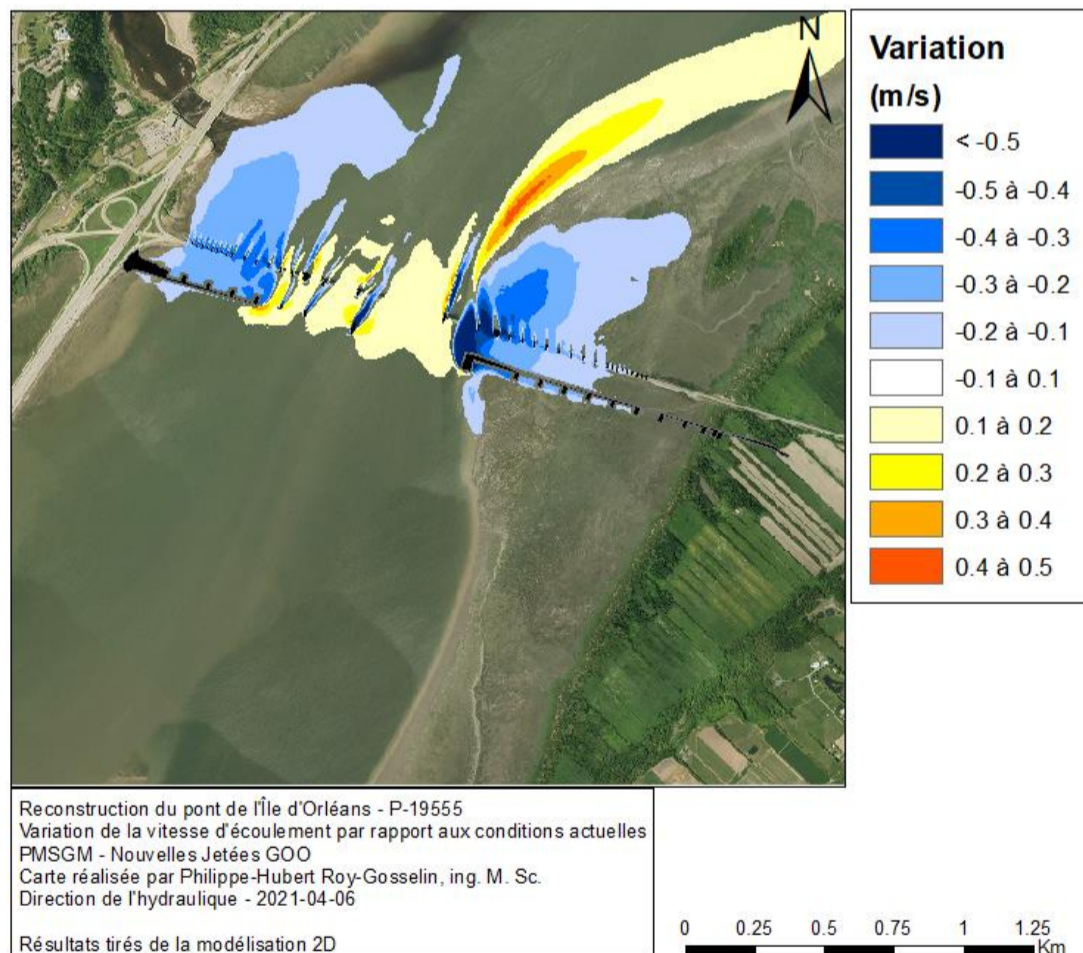 N
Variation
(m/s)
< -0.5
-0.5 à -0.4
-0.4 à -0.3
-0.3 à -0.2
-0.2 à -0.1
-0.1 à 0.1
0.1 à 0.2
0.2 à 0.3
0.3 à 0.4
0.4 à 0.5
Reconstruction du pont de l'Île d'Orléans - P-19555
Variation de la vitesse d'écoulement par rapport aux conditions actuelles
PMSGM - Nouvelles Jetées GOO
Carte réalisée par Philippe-Hubert Roy-Gosselin, ing. M. Sc.
Direction de l'hydraulique - 2021-04-06
Résultats tirés de la modélisation 2D
0 0.25 0.5 0.75 1 1.25
Km